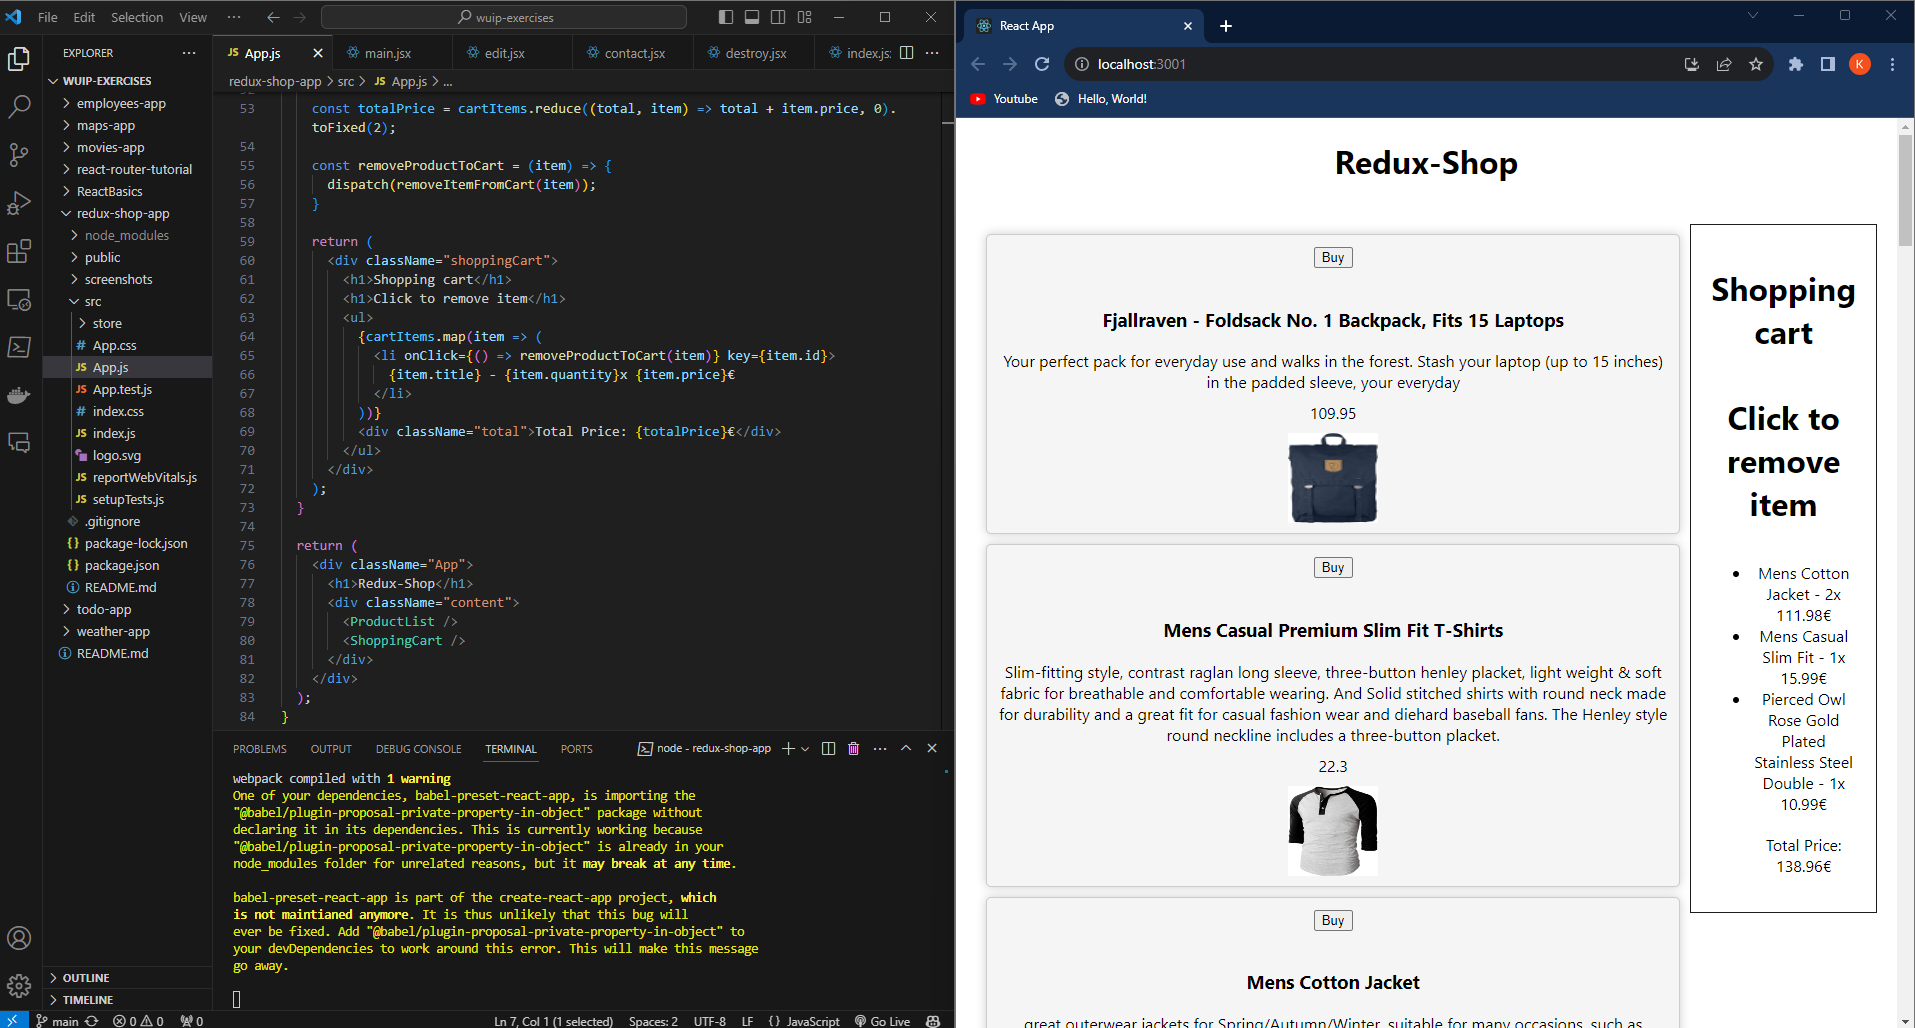 File Edit Selection View ··· wuip-exercises
EXPLORER ···
WUIP-EXERCISES
employees-app
maps-app
movies-app
react-router-tutorial
ReactBasics
redux-shop-app
node_modules
public
screenshots
src
store
# App.css
JS App.js
JS App.test.js
# index.css
JS index.js
logo.svg
JS reportWebVitals.js
JS setupTests.js
.gitignore
{} package-lock.json
{} package.json
README.md
todo-app
weather-app
README.md
OUTLINE
TIMELINE
JS App.js main.jsx edit.jsx contact.jsx destroy.jsx index.js: ···
redux-shop-app > src > JS App.js > ...
53 const totalPrice = cartItems.reduce((total, item) => total + item.price, 0).
toFixed(2);
54
55 const removeProductToCart = (item) => {
56 dispatch(removeItemFromCart(item));
57 }
58
59 return (
60 <div className="shoppingCart">
61 <h1>Shopping cart</h1>
62 <h1>Click to remove item</h1>
63 <ul>
64 {cartItems.map(item => (
65 <li onClick={() => removeProductToCart(item)} key={item.id}>
66 {item.title} - {item.quantity}x {item.price}€
67 </li>
68 ))}
69 <div className="total">Total Price: {totalPrice}€</div>
70 </ul>
71 </div>
72 );
73 }
74
75 return (
76 <div className="App">
77 <h1>Redux-Shop</h1>
78 <div className="content">
79 <ProductList />
80 <ShoppingCart />
81 </div>
82 </div>
83 );
84 }
PROBLEMS OUTPUT DEBUG CONSOLE TERMINAL PORTS node - redux-shop-app
webpack compiled with 1 warning
One of your dependencies, babel-preset-react-app, is importing the
"@babel/plugin-proposal-private-property-in-object" package without
declaring it in its dependencies. This is currently working because
"@babel/plugin-proposal-private-property-in-object" is already in your
node_modules folder for unrelated reasons, but it may break at any time.
babel-preset-react-app is part of the create-react-app project, which
is not maintianed anymore. It is thus unlikely that this bug will
ever be fixed. Add "@babel/plugin-proposal-private-property-in-object" to
your devDependencies to work around this error. This will make this message
go away.
main 0 0 0 Ln 7, Col 1 (1 selected) Spaces: 2 UTF-8 LF {} JavaScript Go Live
React App
localhost:3001
K
Youtube Hello, World!
Redux-Shop
Buy
Fjallraven - Foldsack No. 1 Backpack, Fits 15 Laptops
Your perfect pack for everyday use and walks in the forest. Stash your laptop (up to 15 inches)
in the padded sleeve, your everyday
109.95
Buy
Mens Casual Premium Slim Fit T-Shirts
Slim-fitting style, contrast raglan long sleeve, three-button henley placket, light weight & soft
fabric for breathable and comfortable wearing. And Solid stitched shirts with round neck made
for durability and a great fit for casual fashion wear and diehard baseball fans. The Henley style
round neckline includes a three-button placket.
22.3
Buy
Mens Cotton Jacket
great outerwear jackets for Spring/Autumn/Winter, suitable for many occasions, such as
Shopping
cart
Click to
remove
item
Mens Cotton
Jacket - 2x
111.98€
Mens Casual
Slim Fit - 1x
15.99€
Pierced Owl
Rose Gold
Plated
Stainless Steel
Double - 1x
10.99€
Total Price:
138.96€